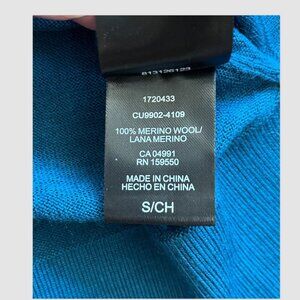 1720433
CU9902-4109
100% MERINO WOOL/
LANA MERINO
CA 04991
RN 159550
MADE IN CHINA
HECHO EN CHINA
S/CH